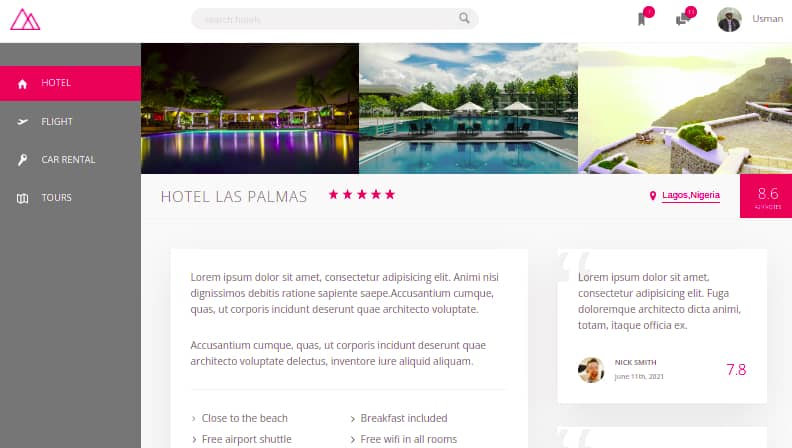 search hotels
Usman
HOTEL
FLIGHT
CAR RENTAL
TOURS
HOTEL LAS PALMAS
Lagos,Nigeria
8.6
VOTES
Lorem ipsum dolor sit amet, consectetur adipisicing elit. Animi nisi
dignissimos debitis ratione sapiente saepe.Accusantium cumque,
quas, ut corporis incidunt deserunt quae architecto voluptate.
Accusantium cumque, quas, ut corporis incidunt deserunt quae
architecto voluptate delectus, inventore iure aliquid aliquam.
Close to the beach
Breakfast included
Free airport shuttle
Free wifi in all rooms
Lorem ipsum dolor sit amet,
consectetur adipisicing elit. Fuga
doloremque architecto dicta animi,
totam, itaque officia ex.
NICK SMITH
june 11th, 2021
7.8